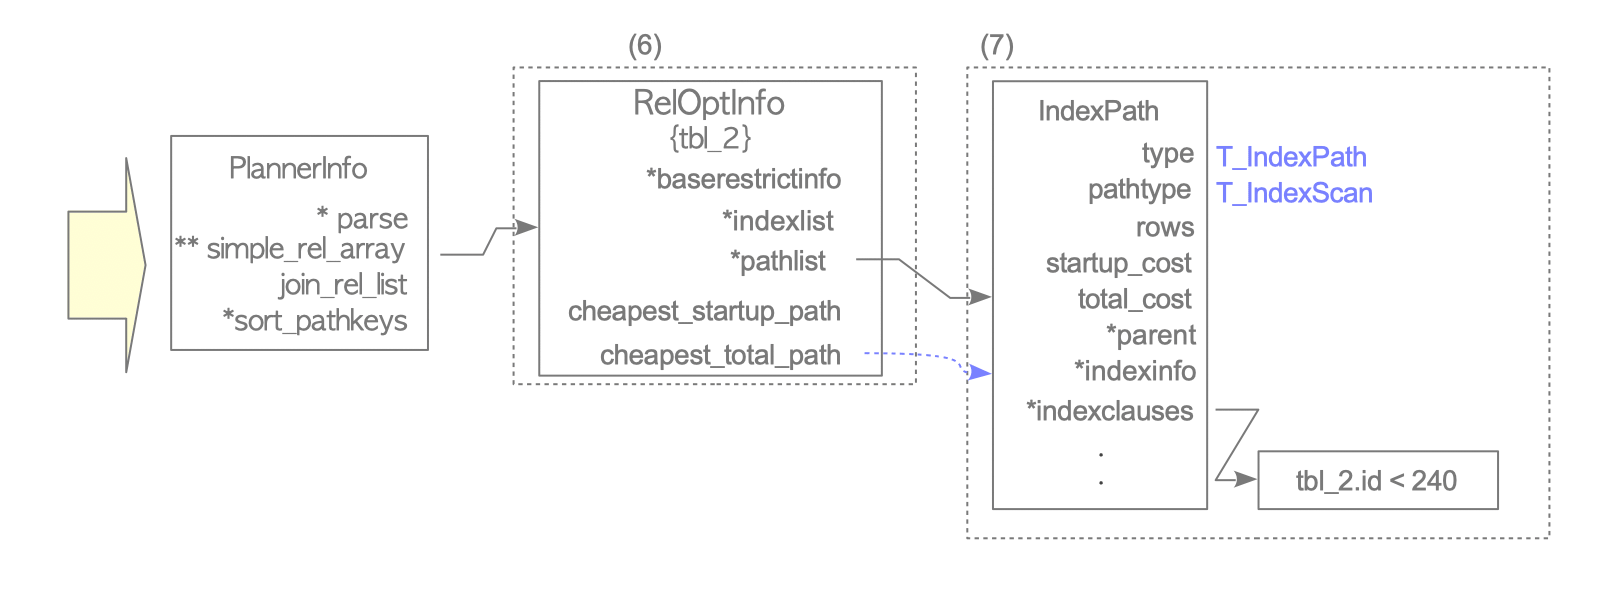 (6)
(7)
PlannerInfo
* parse
** simple_rel_array
join_rel_list
*sort_pathkeys
RelOptInfo
{tbl_2}
*baserestrictinfo
*indexlist
*pathlist
cheapest_startup_path
cheapest_total_path
IndexPath
type T_IndexPath
pathtype T_IndexScan
rows
startup_cost
total_cost
*parent
*indexinfo
*indexclauses
.
.
tbl_2.id < 240